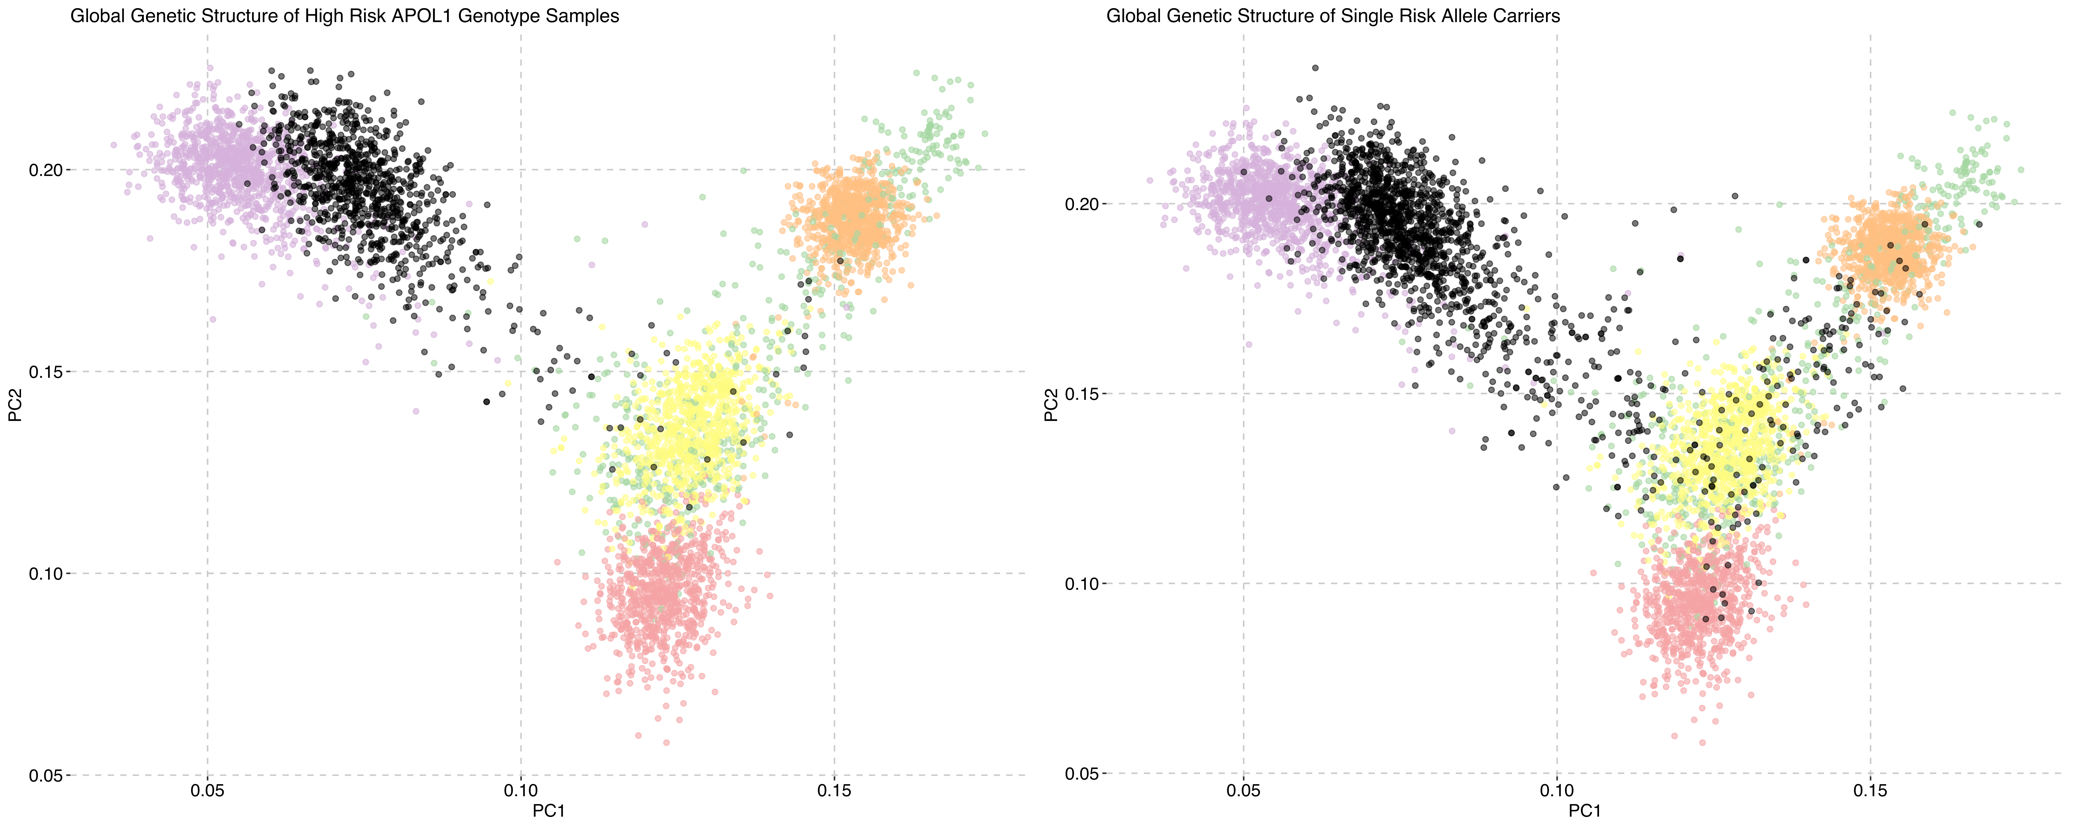 Global Genetic Structure of High Risk APOL1 Genotype Samples
0.20
0.15
0.10
0.05
PC2
0.05
0.10
0.15
PC1
Global Genetic Structure of Single Risk Allele Carriers
0.20
0.15
0.10
0.05
PC2
0.05
0.10
0.15
PC1